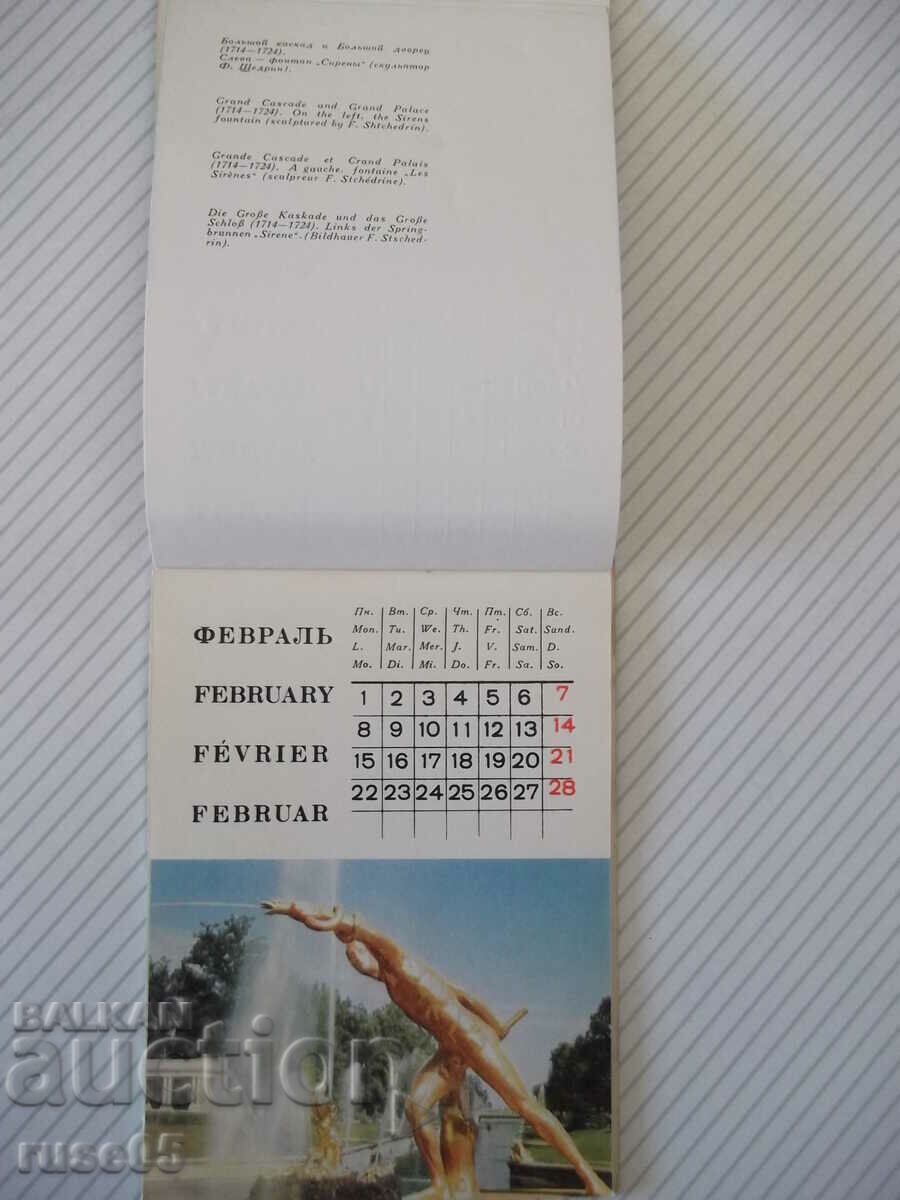 Большой каскад и Большой дворец
(1714—1724).
Слева — фонтан „Сирены" (скульптор
Ф. Щедрин).
Grand Cascade and Grand Palace
(1714—1724). On the left, the Sirens
fountain (sculptured by F. Shtchedrin).
Grande Cascade et Grand Palais
(1714—1724). A gauche, fontaine „Les
Sirènes" (sculpreur F. Stchédrine).
Die Große Kaskade und das Große
Schloß (1714—1724). Links der Spring-
brunnen „Sirene". (Bildhauer F. Stschedrin).
ФЕВРАЛЬ
FEBRUARY
FÉVRIER
FEBRUAR
Пн. Вт. Ср. Чт. Пт. Сб. Вс.
Mon. Tu. We. Th. Fr. Sat. Sund.
L. Mar. Mer. J. V. Sam. D.
Mo. Di. Mi. Do. Fr. Sa. So.
1 2 3 4 5 6 7
8 9 10 11 12 13 14
15 16 17 18 19 20 21
22 23 24 25 26 27 28
BALKAN
auction
ruse05